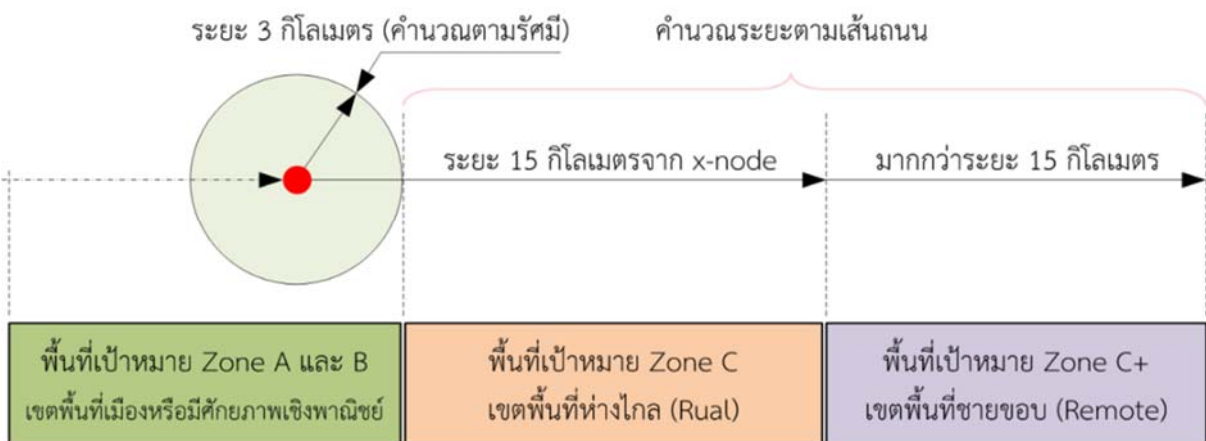 ระยะ 3 กิโลเมตร (คำนวณตามรัศมี)
คำนวณระยะตามเส้นถนน
ระยะ 15 กิโลเมตรจาก x-node
มากกว่าระยะ 15 กิโลเมตร
พื้นที่เป้าหมาย Zone A และ B
เขตพื้นที่เมืองหรือมีศักยภาพเชิงพาณิชย์
พื้นที่เป้าหมาย Zone C
เขตพื้นที่ห่างไกล (Rual)
พื้นที่เป้าหมาย Zone C+
เขตพื้นที่ชายขอบ (Remote)